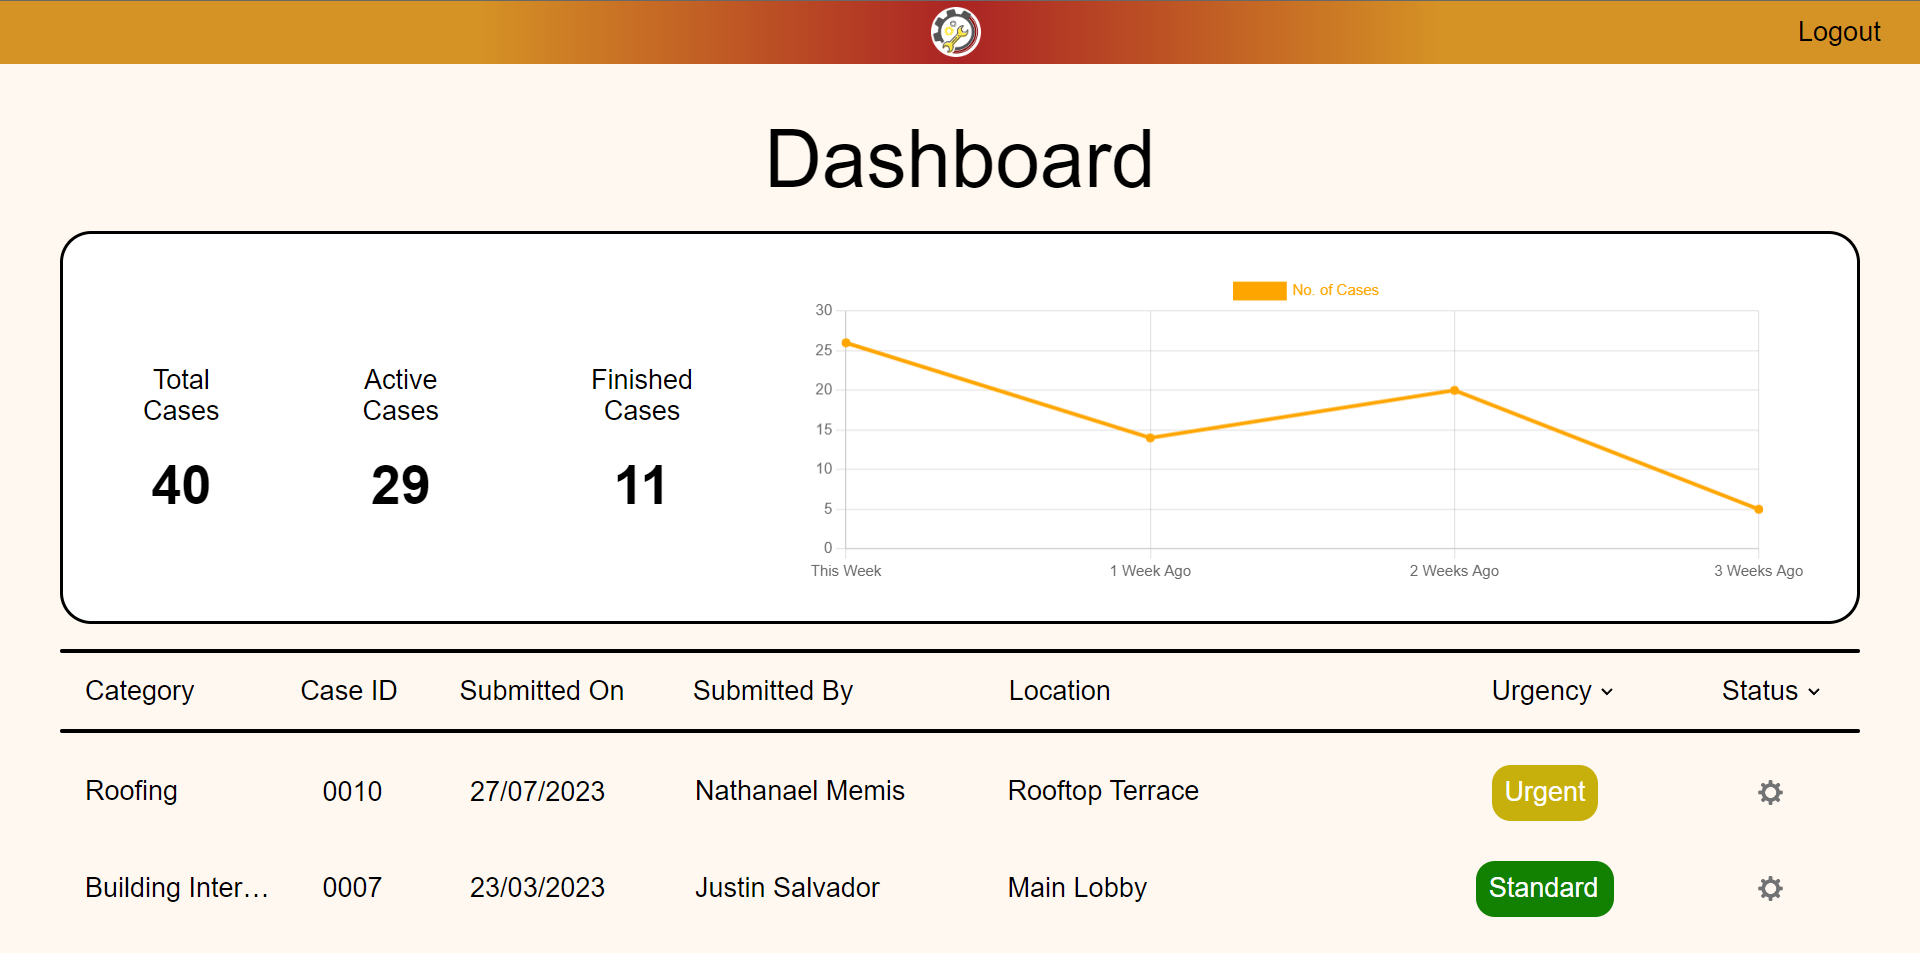 Logout
Dashboard
Total Cases
40
Active Cases
29
Finished Cases
11
No. of Cases
30
25
20
15
10
5
0
This Week 1 Week Ago 2 Weeks Ago 3 Weeks Ago
Category Case ID Submitted On Submitted By Location Urgency Status
Roofing 0010 27/07/2023 Nathanael Memis Rooftop Terrace Urgent
Building Inter... 0007 23/03/2023 Justin Salvador Main Lobby Standard